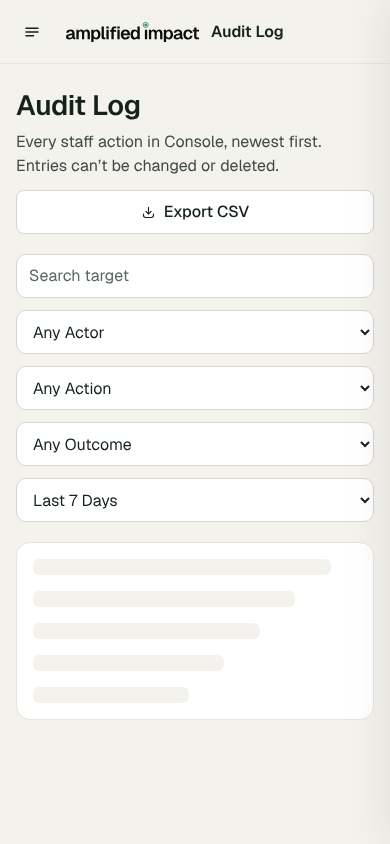 amplified impact Audit Log
Audit Log
Every staff action in Console, newest first.
Entries can’t be changed or deleted.
Export CSV
Search target
Any Actor
Any Action
Any Outcome
Last 7 Days